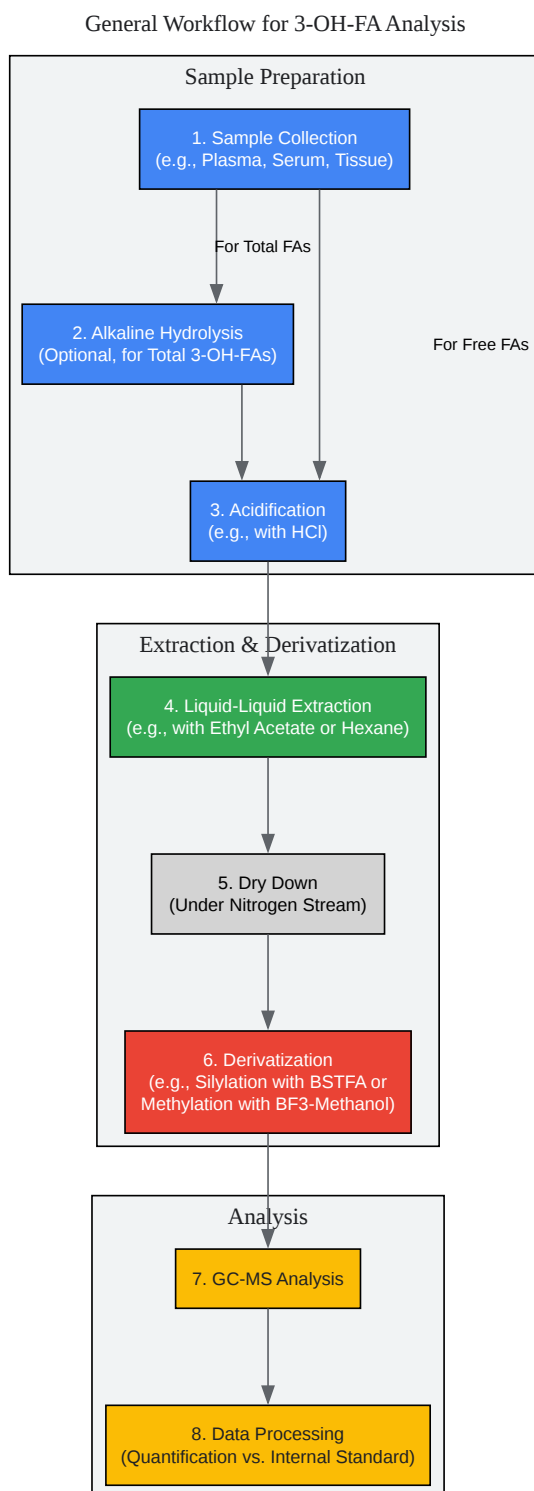 General Workflow for 3-OH-FA Analysis
Sample Preparation
1. Sample Collection
(e.g., Plasma, Serum, Tissue)
For Total FAs
2. Alkaline Hydrolysis
(Optional, for Total 3-OH-FAs)
For Free FAs
3. Acidification
(e.g., with HCl)
Extraction & Derivatization
4. Liquid-Liquid Extraction
(e.g., with Ethyl Acetate or Hexane)
5. Dry Down
(Under Nitrogen Stream)
6. Derivatization
(e.g., Silylation with BSTFA or
Methylation with BF3-Methanol)
Analysis
7. GC-MS Analysis
8. Data Processing
(Quantification vs. Internal Standard)